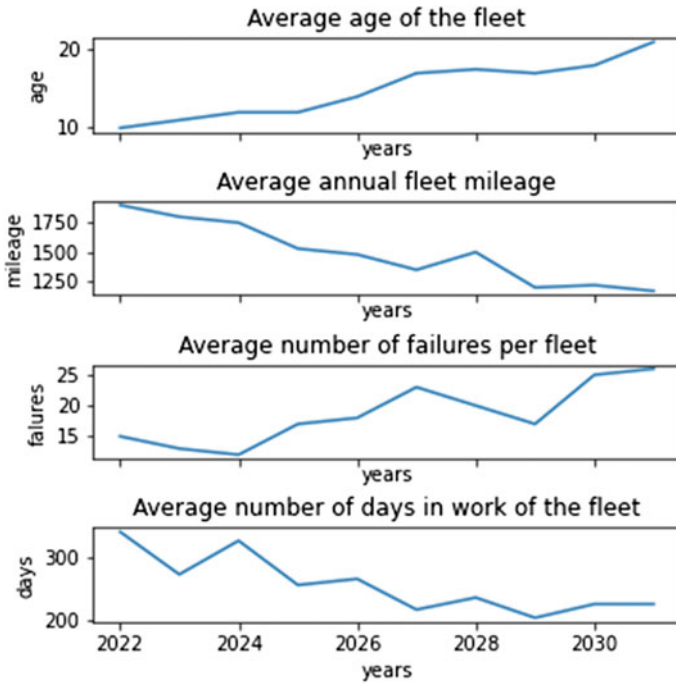 Average age of the fleet
20
age
10
years
Average annual fleet mileage
1750
mileage
1500
1250
years
Average number of failures per fleet
25
falures
20
15
years
Average number of days in work of the fleet
300
days
200
2022 2024 2026 2028 2030
years